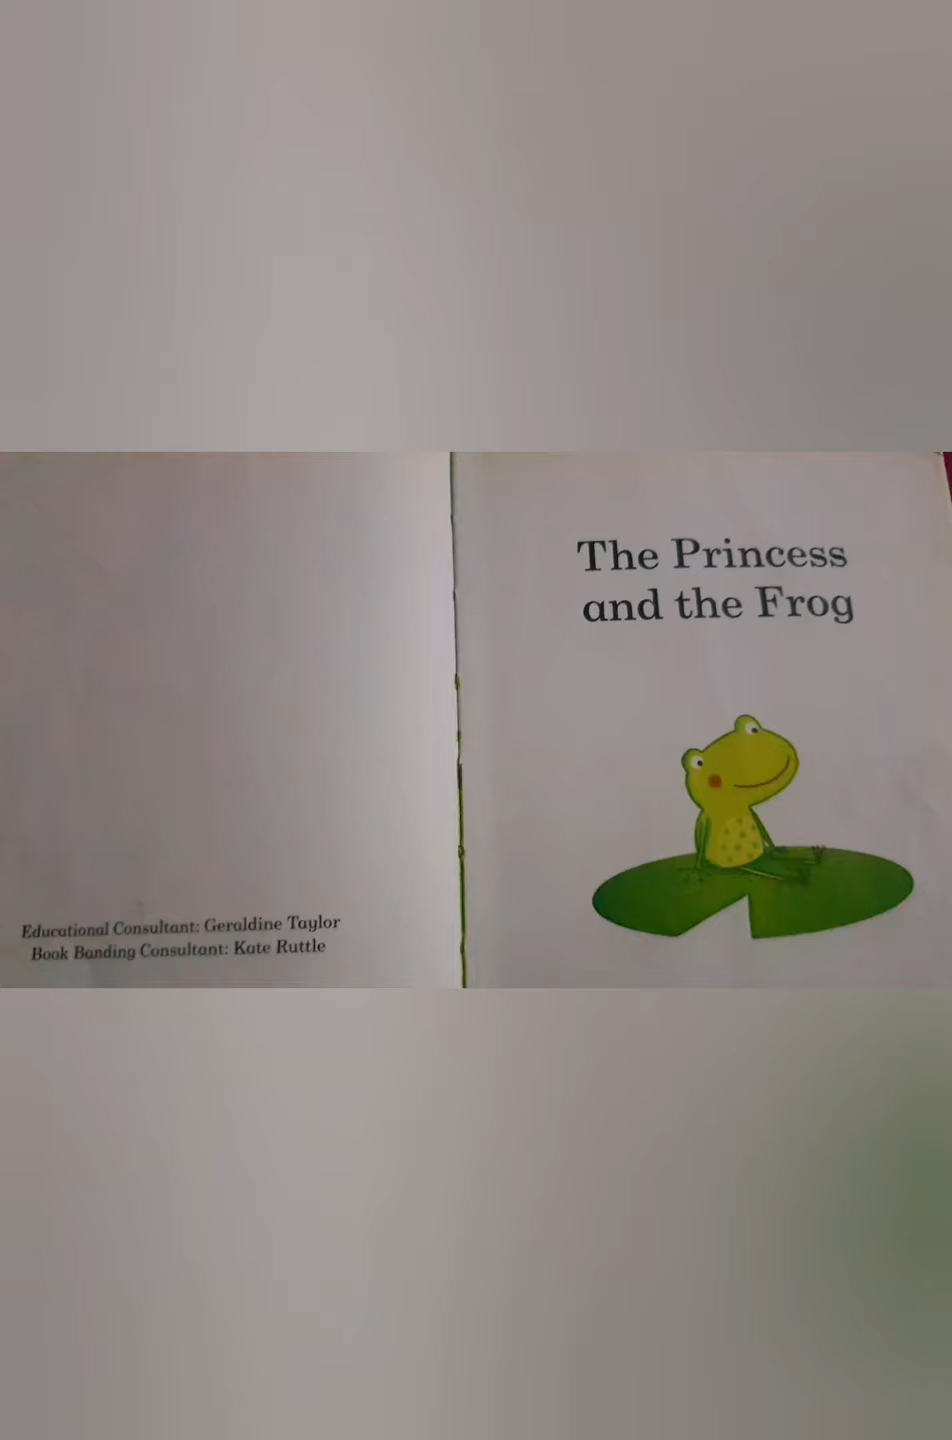 Educational Consultant: Geraldine Taylor
Book Banding Consultant: Kate Ruttle
The Princess
and the Frog